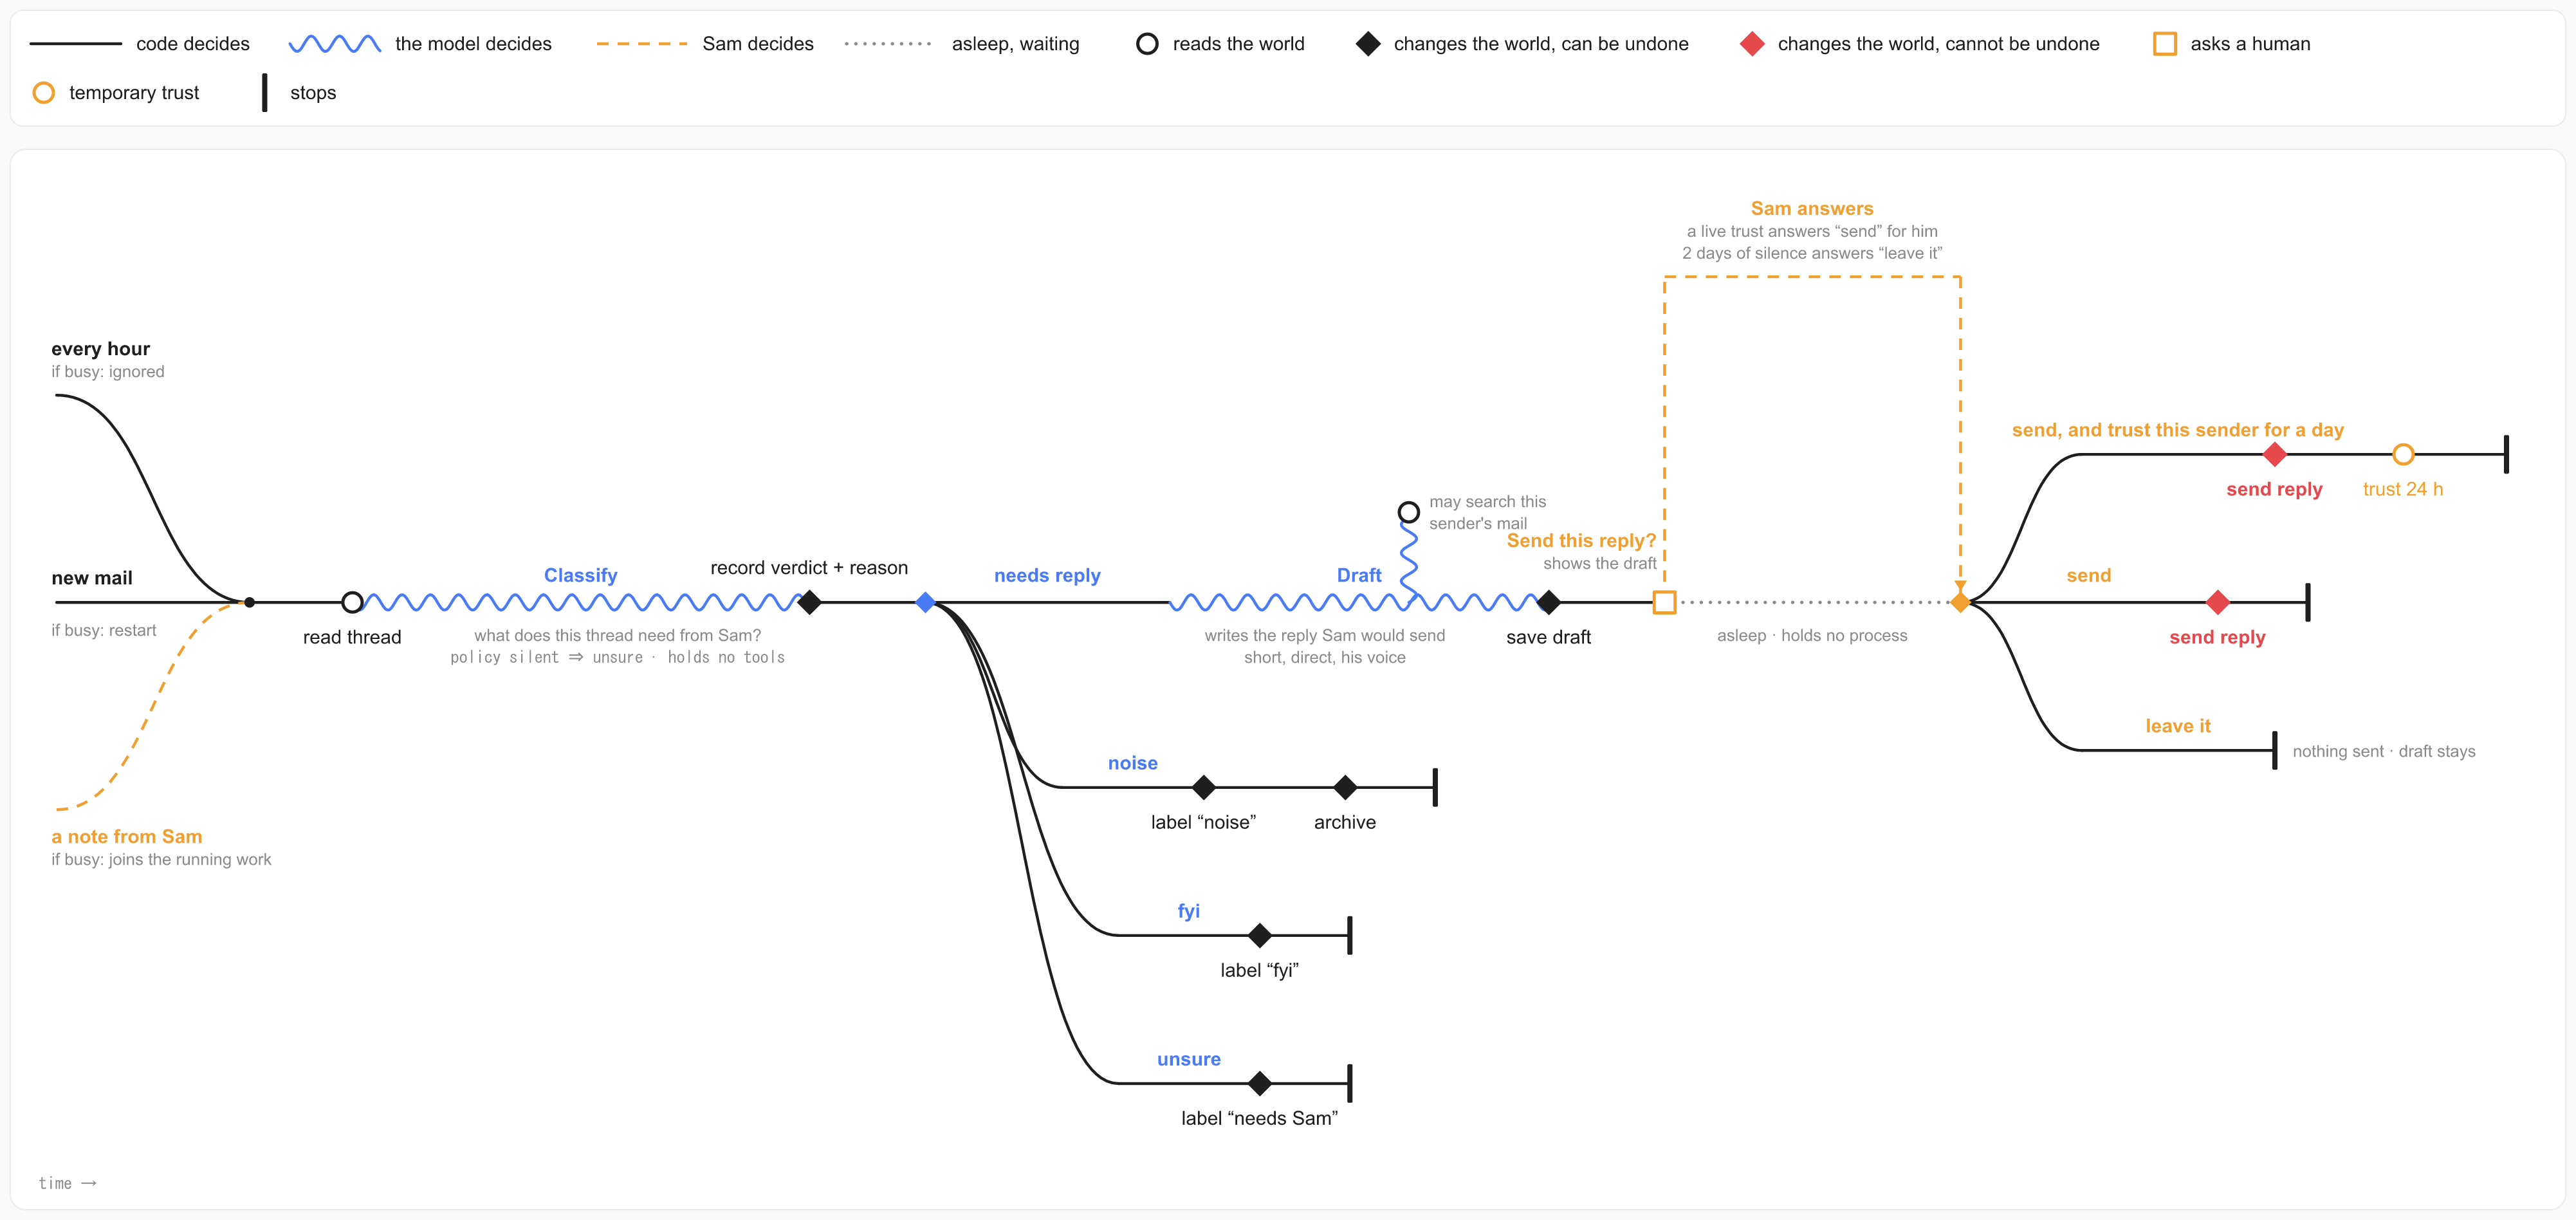 code decides
the model decides
Sam decides
asleep, waiting
reads the world
changes the world, can be undone
changes the world, cannot be undone
asks a human
temporary trust
stops
Sam answers
a live trust answers “send” for him
2 days of silence answers “leave it”
every hour
if busy: ignored
new mail
if busy: restart
a note from Sam
if busy: joins the running work
read thread
Classify
what does this thread need from Sam?
policy silent ⇒ unsure · holds no tools
record verdict + reason
needs reply
Draft
writes the reply Sam would send
short, direct, his voice
may search this
sender's mail
Send this reply?
shows the draft
save draft
asleep · holds no process
send, and trust this sender for a day
send reply
trust 24 h
send
send reply
leave it
nothing sent · draft stays
noise
label “noise”
archive
fyi
label “fyi”
unsure
label “needs Sam”
time →